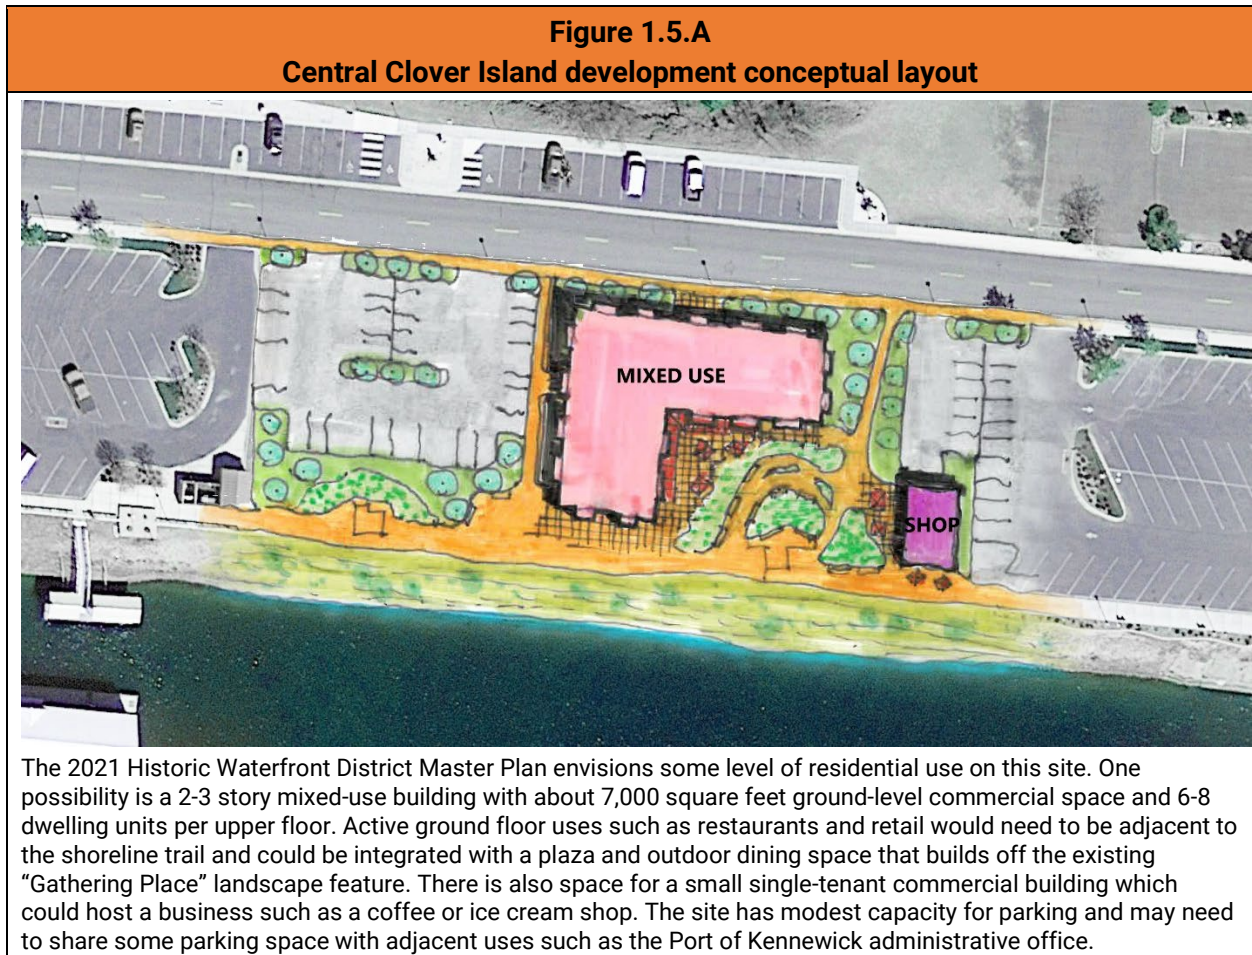 Figure 1.5.A
Central Clover Island development conceptual layout
MIXED USE
SHOP
The 2021 Historic Waterfront District Master Plan envisions some level of residential use on this site. One
possibility is a 2-3 story mixed-use building with about 7,000 square feet ground-level commercial space and 6-8
dwelling units per upper floor. Active ground floor uses such as restaurants and retail would need to be adjacent to
the shoreline trail and could be integrated with a plaza and outdoor dining space that builds off the existing
“Gathering Place” landscape feature. There is also space for a small single-tenant commercial building which
could host a business such as a coffee or ice cream shop. The site has modest capacity for parking and may need
to share some parking space with adjacent uses such as the Port of Kennewick administrative office.